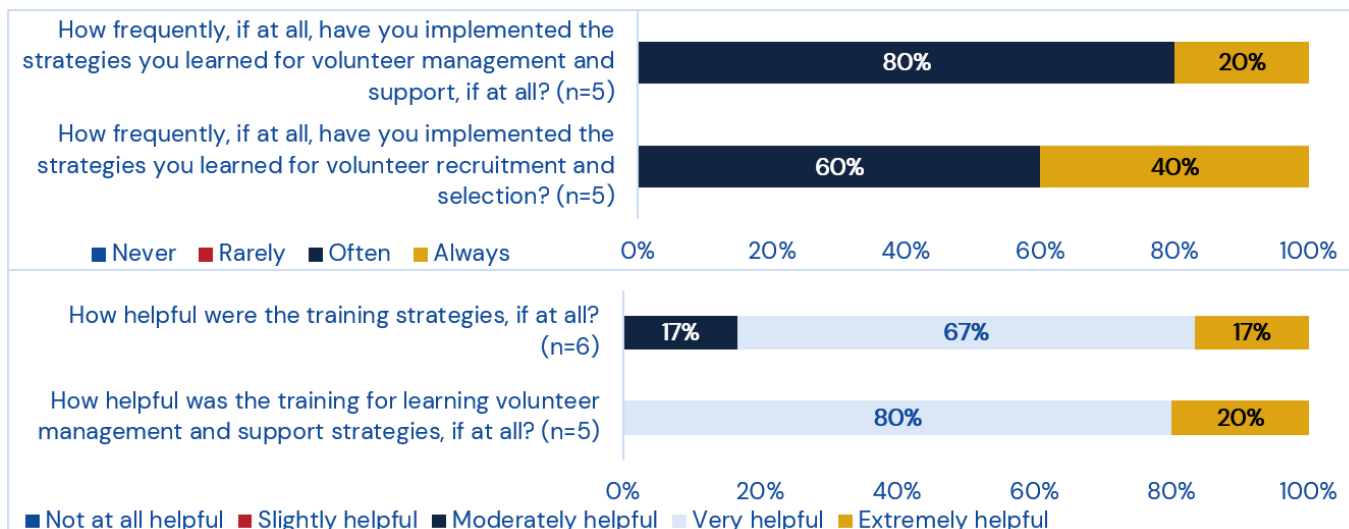 How frequently, if at all, have you implemented the
strategies you learned for volunteer management and
support, if at all? (n=5)
80%
20%
How frequently, if at all, have you implemented the
strategies you learned for volunteer recruitment and
selection? (n=5)
60%
40%
Never Rarely Often Always
0% 20% 40% 60% 80% 100%
How helpful were the training strategies, if at all?
(n=6)
17%
67%
17%
How helpful was the training for learning volunteer
management and support strategies, if at all? (n=5)
80%
20%
0% 20% 40% 60% 80% 100%
Not at all helpful Slightly helpful Moderately helpful Very helpful Extremely helpful